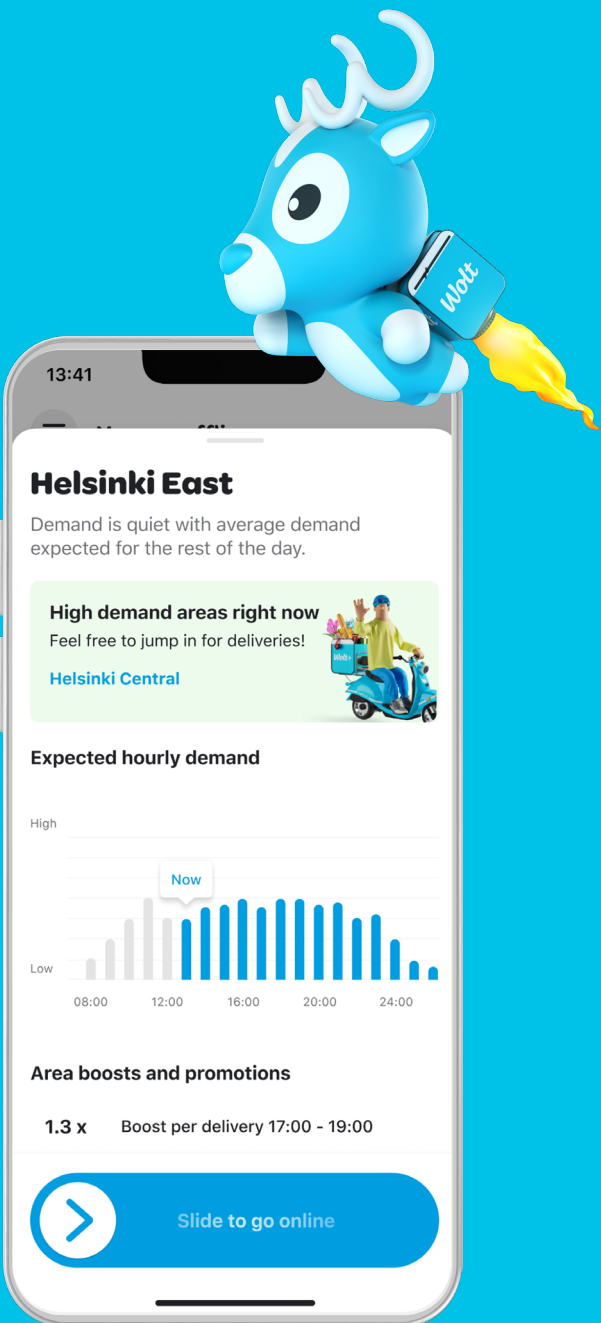 Wolt
13:41
Helsinki East
Demand is quiet with average demand
expected for the rest of the day.
High demand areas right now
Feel free to jump in for deliveries!
Helsinki Central
Wolt+
Expected hourly demand
High
Now
Low
08:00 12:00 16:00 20:00 24:00
Area boosts and promotions
1.3 x Boost per delivery 17:00 - 19:00
Slide to go online